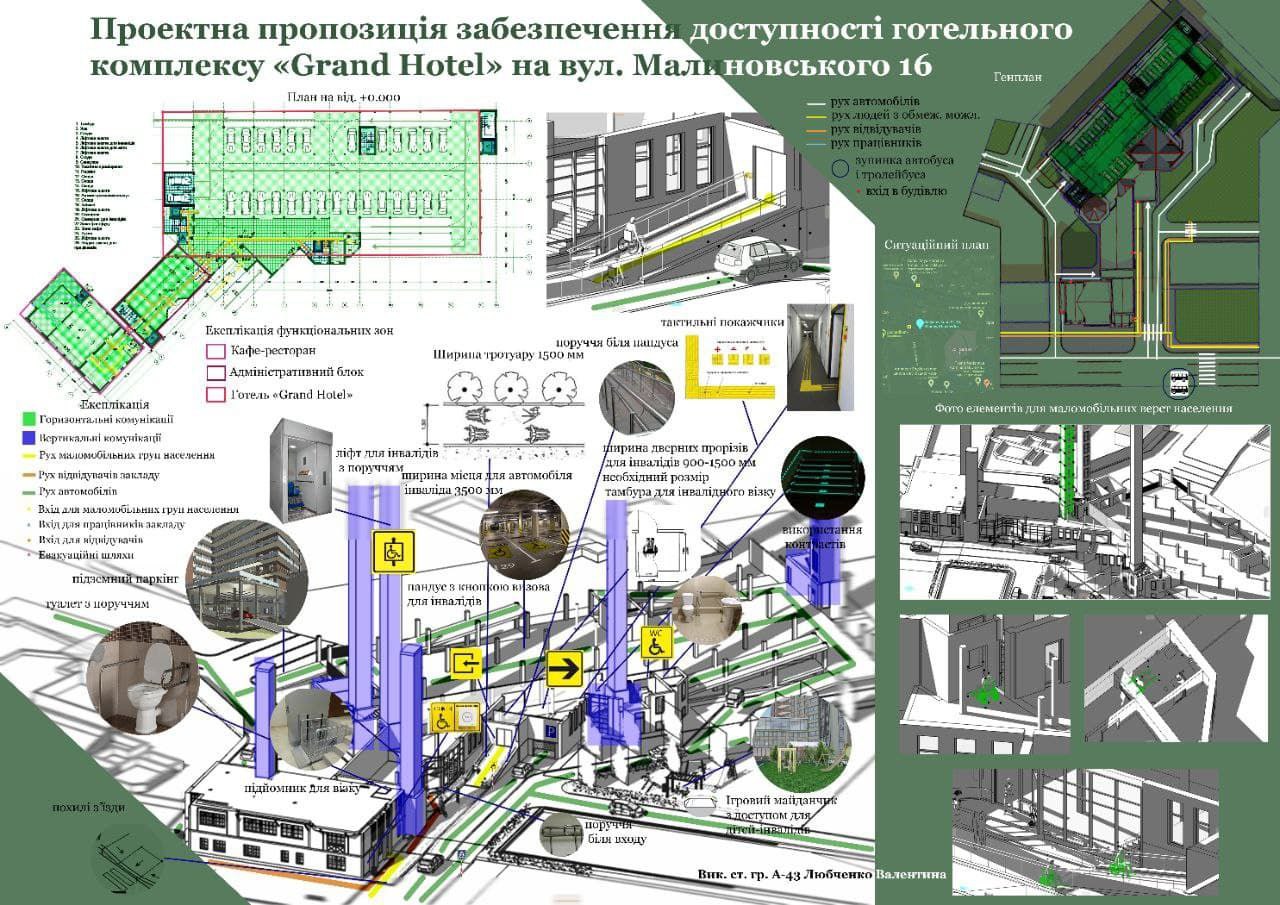 Проектна пропозиція забезпечення доступності готельного
комплексу «Grand Hotel» на вул. Малиновського 16
План на від. +0.000
Генплан
рух автомобілів
рух людей з обмеж. можл.
рух відвідувачів
рух працівників
зупинка автобуса
і тролейбуса
вхід в будівлю
Ситуаційний план
Експлікація функціональних зон
Кафе-ресторан
Адміністративний блок
Готель «Grand Hotel»
Експлікація
Горизонтальні комунікації
Вертикальні комунікації
Рух маломобільних груп населення
Рух відвідувачів закладу
Рух автомобілів
Вхід для маломобільних груп населення
Вхід для працівників закладу
Вхід для відвідувачів
Евакуаційні шляхи
Ширина тротуару 1500 мм
поруччя біля пандуса
тактильні покажчики
ліфт для інвалідів
з поруччям
ширина місця для автомобіля
інваліда 3500 мм
ширина дверних прорізів
для інвалідів 900-1500 мм
необхідний розмір
тамбура для інвалідного візку
використання
контрастів
Фото елементів для маломобільних верст населення
підземний паркінг
туалет з поруччям
пандус з кнопкою визова
для інвалідів
WC
P
підйомник для візку
похилі з'їзди
поруччя
біля входу
Ігровий майданчик
з доступом для
дітей-інвалідів
Вик. ст. гр. А-43 Любченко Валентина